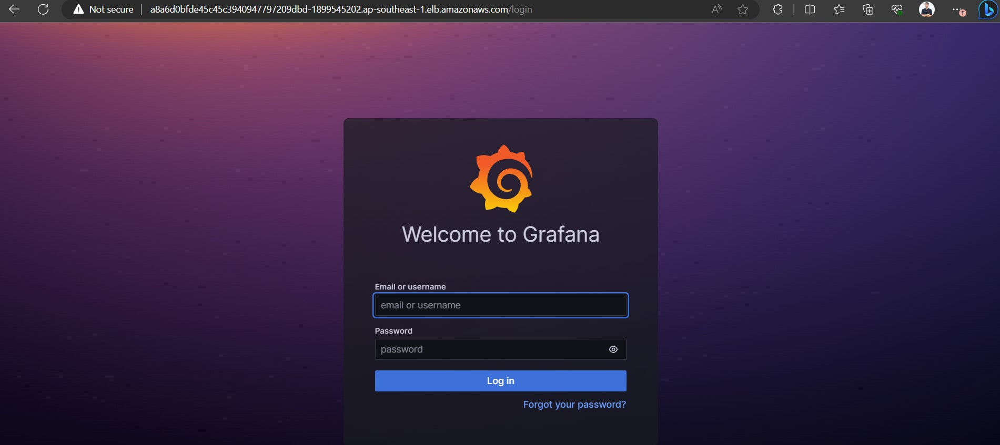 Not secure
a8a6d0bfde45c45c3940947797209dbd-1899545202.ap-southeast-1.elb.amazonaws.com/login
Welcome to Grafana
Email or username
email or username
Password
password
Log in
Forgot your password?